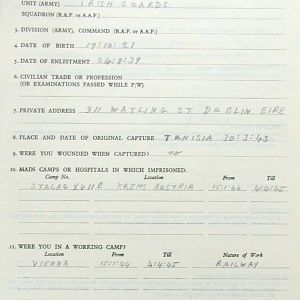 UNIT (ARMY) IRISH GUARDS
SQUADRON (R.A.F. or A.A.F.)
3. DIVISION (ARMY), COMMAND (R.A.F. or A.A.F.)
4. DATE OF BIRTH 19:10:21
5. DATE OF ENLISTMENT 24:8:39
6. CIVILIAN TRADE OR PROFESSION
(OR EXAMINATIONS PASSED WHILE P/W)
7. PRIVATE ADDRESS 311 WATLING ST DUBLIN EIRE
8. PLACE AND DATE OF ORIGINAL CAPTURE TUNISIA 30:3:43
9. WERE YOU WOUNDED WHEN CAPTURED?
10. MAIN CAMPS OR HOSPITALS IN WHICH IMPRISONED.
Camp No. Location From Till
STALAG XVIIB KREMS AUSTRIA 15:1:44 4:4:45
11. WERE YOU IN A WORKING CAMP?
Location From Till Nature of Work
VIENNA 15:1:44 4:4:45 RAILWAY